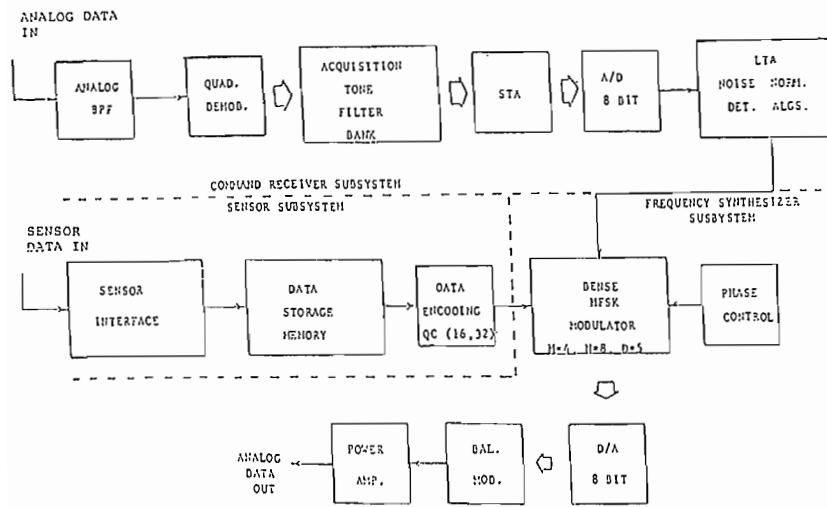 ANALOG DATA
IN
ANALOG
BPF
QUAD.
DEMOD.
ACQUISITION
TONE
FILTER
BANK
STA
A/D
8 BIT
LTA
NOISE NORM.
DET. ALGS.
COMMAND RECEIVER SUBSYSTEM
SENSOR SUBSYSTEM
FREQUENCY SYNTHESIZER
SUSBYSTEM
SENSOR
DATA IN
SENSOR
INTERFACE
DATA
STORAGE
MEMORY
DATA
ENCODING
QC (16,32)
DENSE
MFSK
MODULATOR
M=4, N=8, D=5
PHASE
CONTROL
ANALOG
DATA
OUT
POWER
AMP.
BAL.
MOD.
D/A
8 BIT